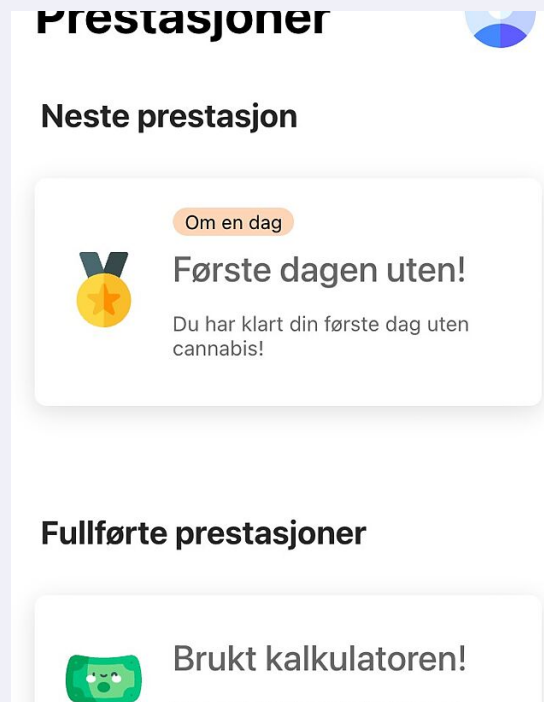 Prestasjoner
Neste prestasjon
Om en dag
Første dagen uten!
Du har klart din første dag uten
cannabis!
Fullførte prestasjoner
Brukt kalkulatoren!